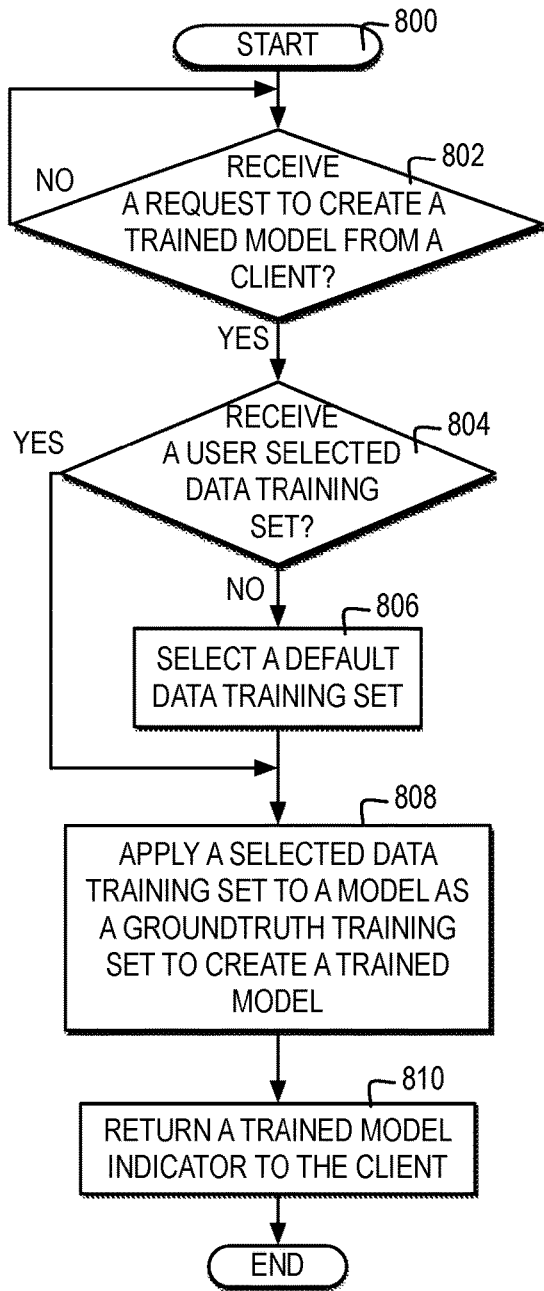 START
800
RECEIVE
802
NO
A REQUEST TO CREATE A
TRAINED MODEL FROM A
CLIENT?
YES
RECEIVE
804
YES
A USER SELECTED
DATA TRAINING
SET?
NO
806
SELECT A DEFAULT
DATA TRAINING SET
808
APPLY A SELECTED DATA
TRAINING SET TO A MODEL AS
A GROUNDTRUTH TRAINING
SET TO CREATE A TRAINED
MODEL
810
RETURN A TRAINED MODEL
INDICATOR TO THE CLIENT
END